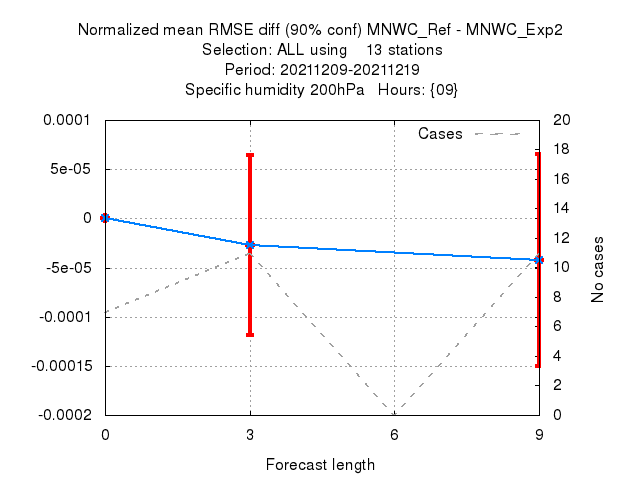 Normalized mean RMSE diff (90% conf) MNWC_Ref - MNWC_Exp2
Selection: ALL using    13 stations
Period: 20211209-20211219
Specific humidity 200hPa   Hours: {09}
Cases
0.0001
5e-05
0
-5e-05
-0.0001
-0.00015
-0.0002
20
18
16
14
12
10
8
6
4
2
0
No cases
0 3 6 9
Forecast length